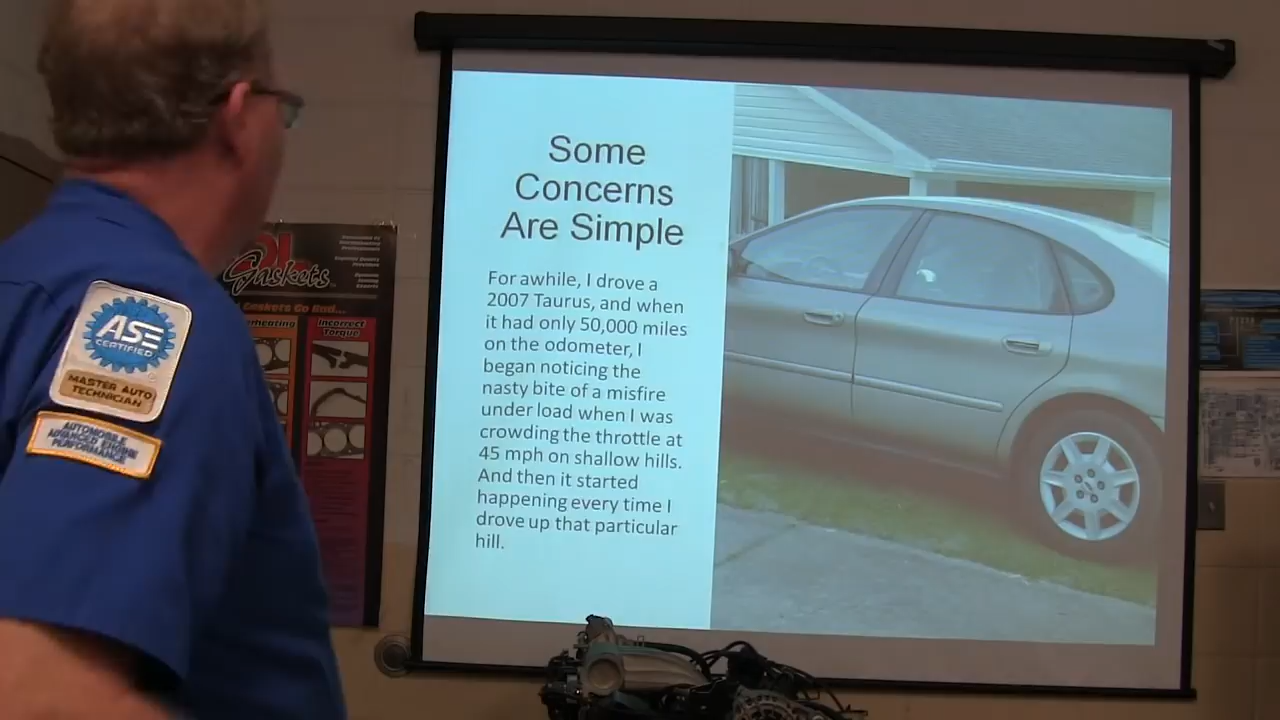 Some
Concerns
Are Simple
For awhile, I drove a
2007 Taurus, and when
it had only 50,000 miles
on the odometer, I
began noticing the
nasty bite of a misfire
under load when I was
crowding the throttle at
45 mph on shallow hills.
And then it started
happening every time I
drove up that particular
hill.
ASE
CERTIFIED
MASTER AUTO
TECHNICIAN
AUTOMOBILE
ADVANCED ENGINE
PERFORMANCE
Gaskets
Gaskets Go Bad...
Incorrect
Torque